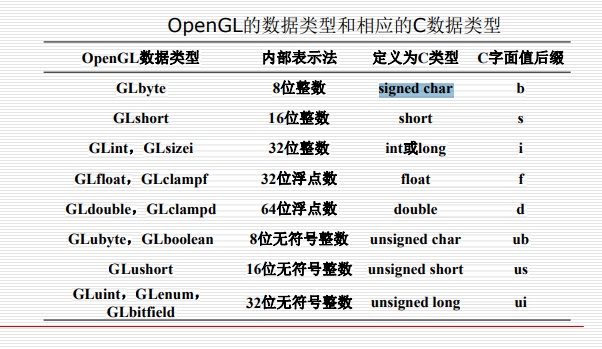 OpenGL的数据类型和相应的C数据类型
OpenGL数据类型 内部表示法 定义为C类型 C字面值后缀
GLbyte 8位整数 signed char b
GLshort 16位整数 short s
GLint，GLsizei 32位整数 int或long i
GLfloat，GLclampf 32位浮点数 float f
GLdouble，GLclampd 64位浮点数 double d
GLubyte，GLboolean 8位无符号整数 unsigned char ub
GLushort 16位无符号整数 unsigned short us
GLuint，GLenum，
GLbitfield 32位无符号整数 unsigned long ui